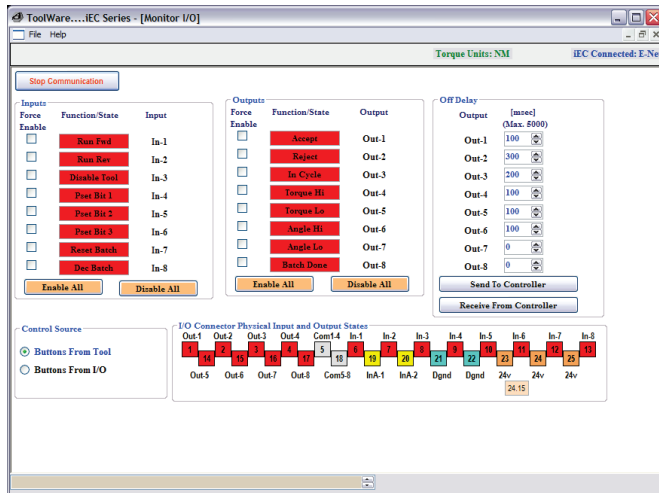 ToolWare....iEC Series - [Monitor I/O]
File Help
Torque Units: NM iEC Connected: E-Ne
Stop Communication
Inputs
Force Enable Function/State Input
Run Fwd In-1
Run Rev In-2
Disable Tool In-3
Pset Bit 1 In-4
Pset Bit 2 In-5
Pset Bit 3 In-6
Reset Batch In-7
Dec Batch In-8
Enable All Disable All
Outputs
Force Enable Function/State Output
Accept Out-1
Reject Out-2
In Cycle Out-3
Torque Hi Out-4
Torque Lo Out-5
Angle Hi Out-6
Angle Lo Out-7
Batch Done Out-8
Enable All Disable All
Off Delay
Output [msec]
(Max. 5000)
Out-1 100
Out-2 300
Out-3 200
Out-4 100
Out-5 100
Out-6 100
Out-7 0
Out-8 0
Send To Controller
Receive From Controller
Control Source
Buttons From Tool
Buttons From I/O
I/O Connector Physical Input and Output States
Out-1 Out-2 Out-3 Out-4 Com1-4 In-1 In-2 In-3 In-4 In-5 In-6 In-7 In-8
1 2 3 4 5 6 7 8 9 10 11 12 13
14 15 16 17 18 19 20 21 22 23 24 25
Out-5 Out-6 Out-7 Out-8 Com5-8 InA-1 InA-2 Dgnd Dgnd 24v 24v 24v
24.15